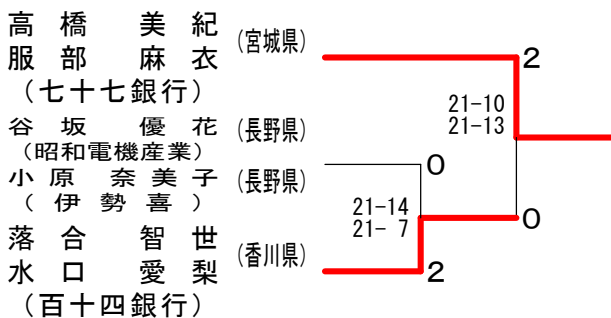 高橋 美紀 (宮城県)
服部 麻衣
(七十七銀行)
2
21-10
21-13
谷坂 優花 (長野県)
(昭和電機産業)
小原 奈美子 (長野県)
(伊勢喜)
0
21-14
21- 7
0
落合 智世 (香川県)
水口 愛梨
(百十四銀行)
2